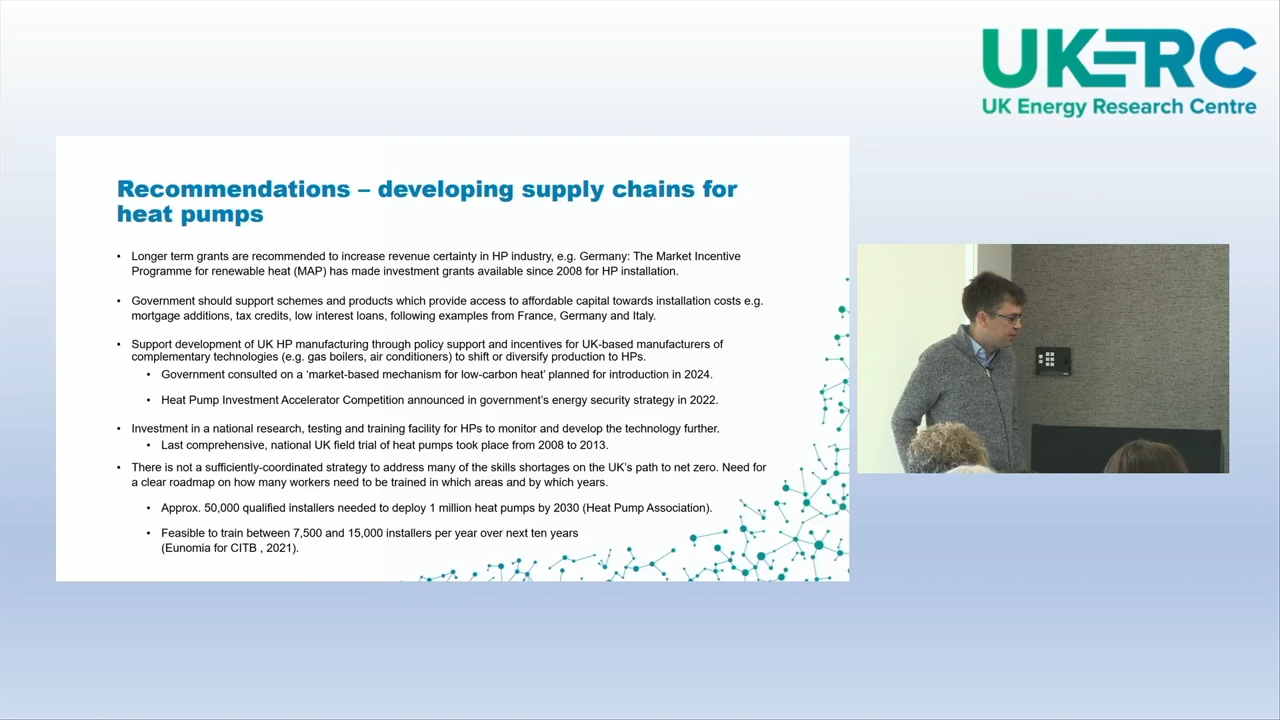 UKERC
UK Energy Research Centre
Recommendations – developing supply chains for
heat pumps
• Longer term grants are recommended to increase revenue certainty in HP industry, e.g. Germany: The Market Incentive
Programme for renewable heat (MAP) has made investment grants available since 2008 for HP installation.
• Government should support schemes and products which provide access to affordable capital towards installation costs e.g.
mortgage additions, tax credits, low interest loans, following examples from France, Germany and Italy.
• Support development of UK HP manufacturing through policy support and incentives for UK-based manufacturers of
complementary technologies (e.g. gas boilers, air conditioners) to shift or diversify production to HPs.
• Government consulted on a ‘market-based mechanism for low-carbon heat’ planned for introduction in 2024.
• Heat Pump Investment Accelerator Competition announced in government’s energy security strategy in 2022.
• Investment in a national research, testing and training facility for HPs to monitor and develop the technology further.
• Last comprehensive, national UK field trial of heat pumps took place from 2008 to 2013.
• There is not a sufficiently-coordinated strategy to address many of the skills shortages on the UK’s path to net zero. Need for
a clear roadmap on how many workers need to be trained in which areas and by which years.
• Approx. 50,000 qualified installers needed to deploy 1 million heat pumps by 2030 (Heat Pump Association).
• Feasible to train between 7,500 and 15,000 installers per year over next ten years
(Eunomia for CITB , 2021).